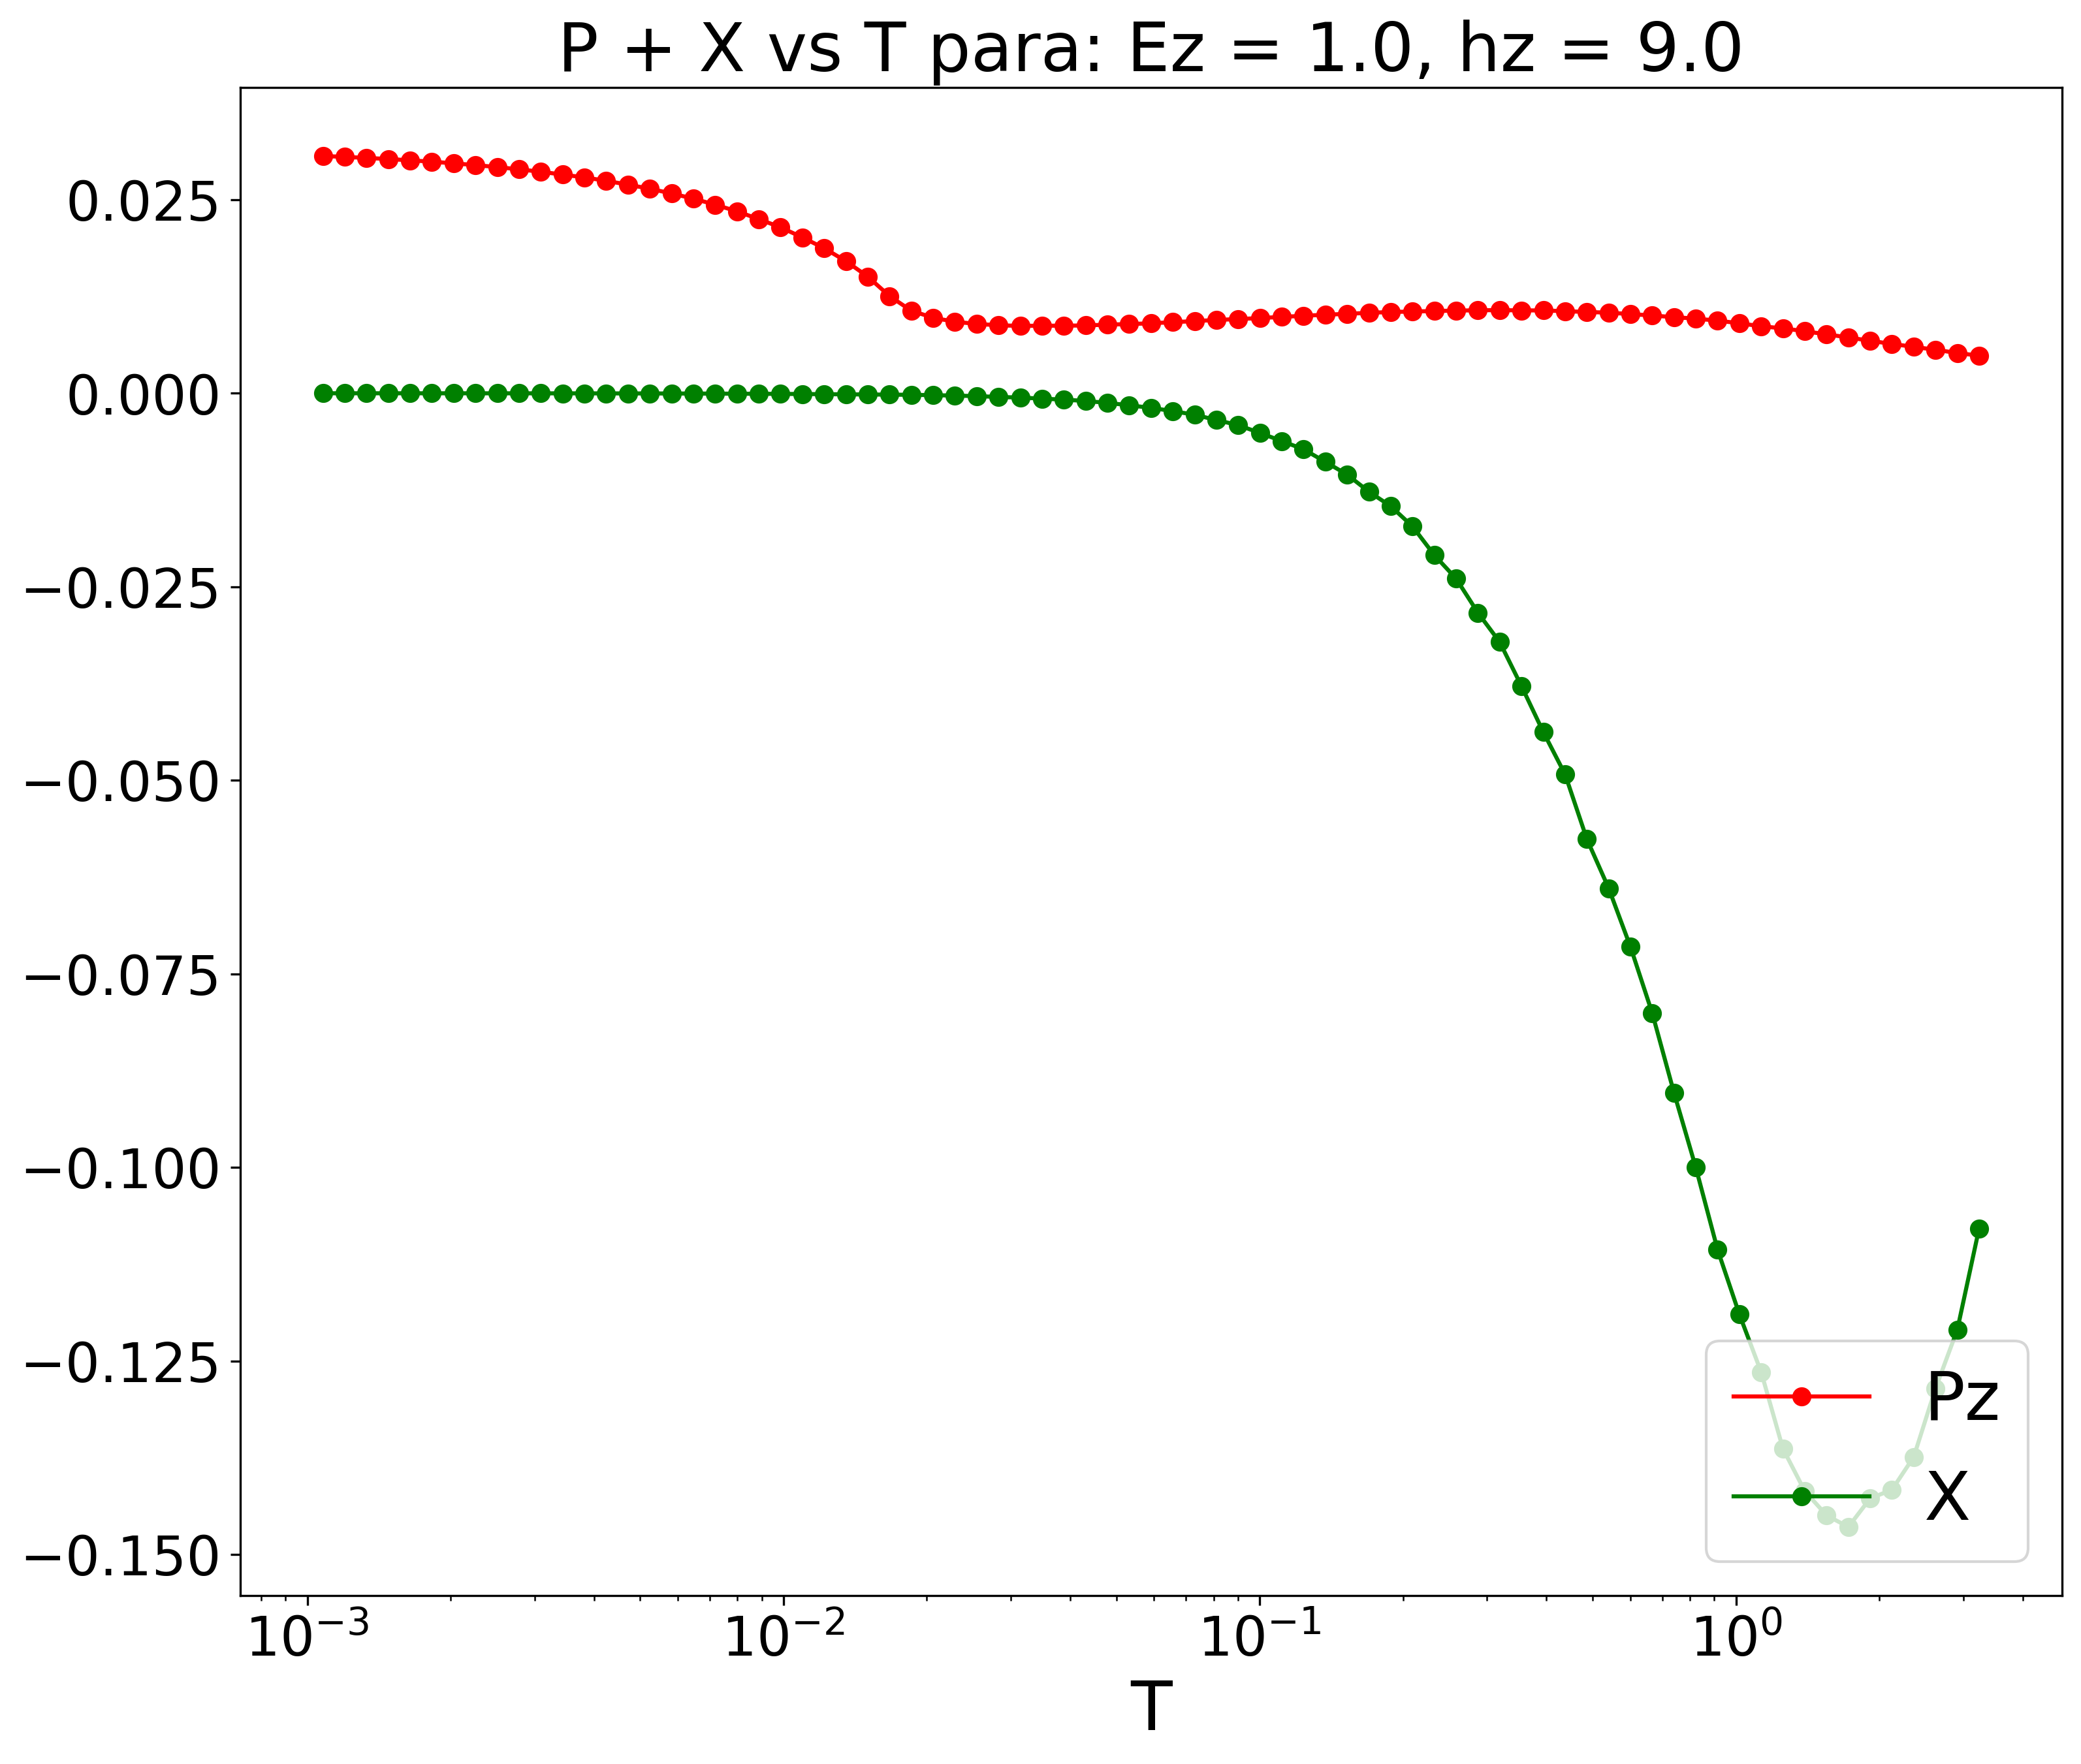 P + X vs T para: Ez = 1.0, hz = 9.0
0.025
0.000
−0.025
−0.050
−0.075
−0.100
−0.125
−0.150
Pz
X
10⁻³ 10⁻² 10⁻¹ 10⁰
T